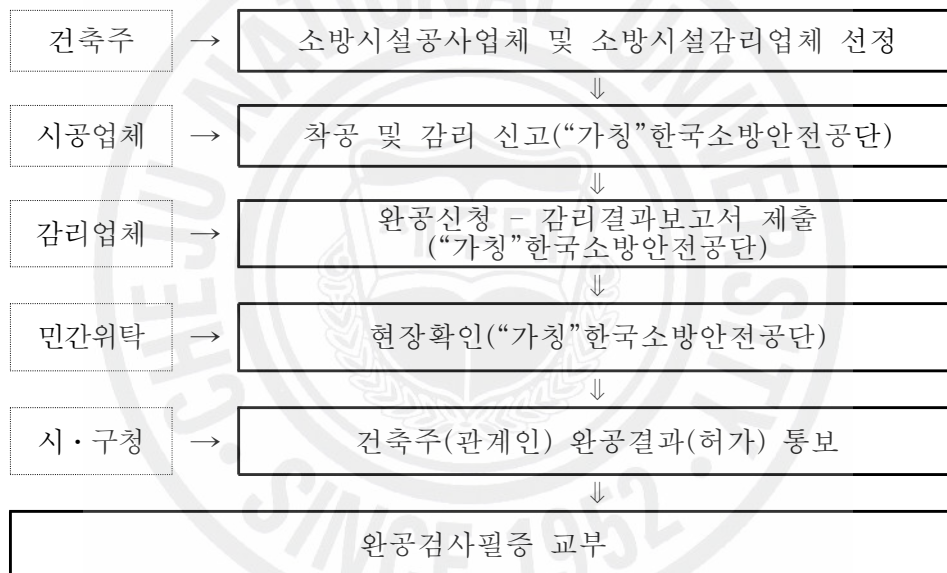 건축주 → 소방시설공사업체 및 소방시설감리업체 선정
⇓
시공업체 → 착공 및 감리 신고(“가칭”한국소방안전공단)
⇓
감리업체 → 완공신청 - 감리결과보고서 제출
(“가칭”한국소방안전공단)
⇓
민간위탁 → 현장확인(“가칭”한국소방안전공단)
⇓
시・구청 → 건축주(관계인) 완공결과(허가) 통보
⇓
완공검사필증 교부
CHEJU NATIONAL UNIVERSITY
SINCE 1952